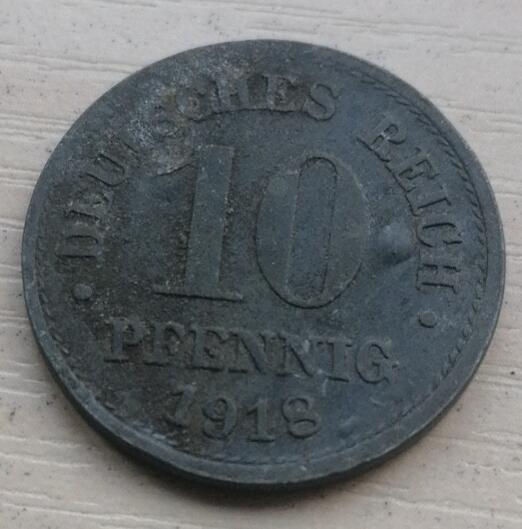 DEUTSCHES REICH
10
PFENNIG
1918